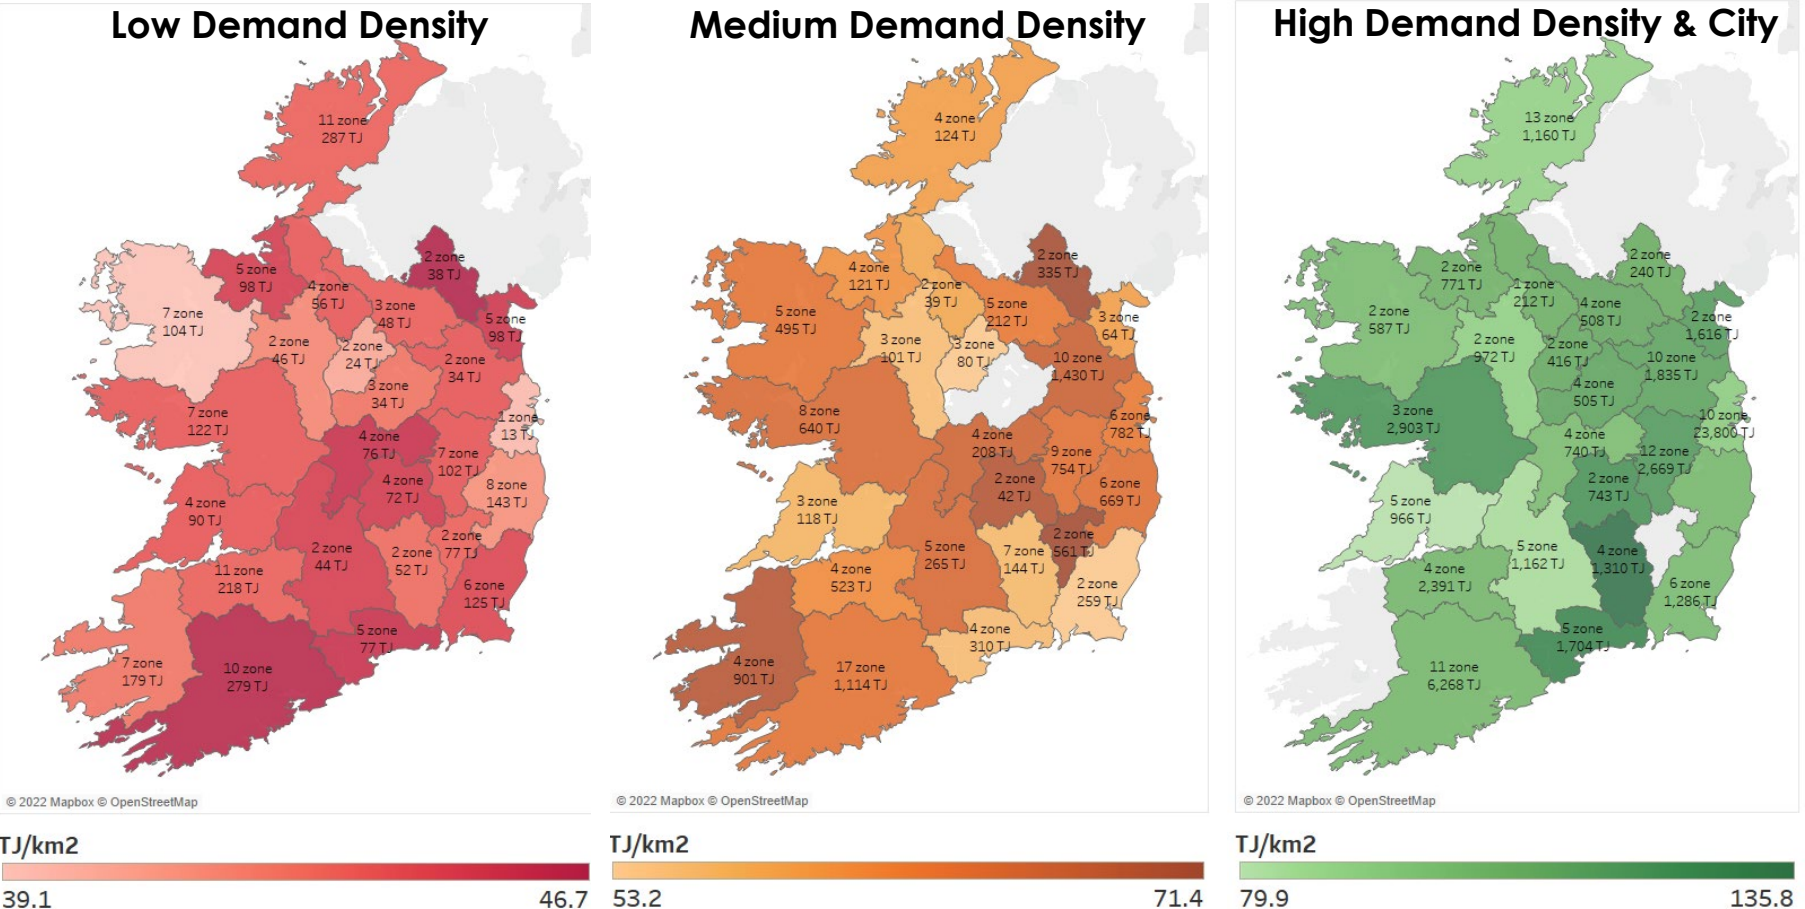 Low Demand Density
11 zone
287 TJ
2 zone
38 TJ
5 zone
98 TJ
4 zone
56 TJ
3 zone
48 TJ
5 zone
98 TJ
7 zone
104 TJ
2 zone
46 TJ
2 zone
24 TJ
2 zone
34 TJ
3 zone
34 TJ
7 zone
122 TJ
1 zone
13 TJ
4 zone
76 TJ
7 zone
102 TJ
4 zone
72 TJ
8 zone
143 TJ
4 zone
90 TJ
2 zone
44 TJ
2 zone
52 TJ
2 zone
77 TJ
11 zone
218 TJ
6 zone
125 TJ
5 zone
77 TJ
7 zone
179 TJ
10 zone
279 TJ
© 2022 Mapbox © OpenStreetMap
TJ/km2
39.1
46.7
Medium Demand Density
4 zone
124 TJ
2 zone
335 TJ
4 zone
121 TJ
2 zone
39 TJ
5 zone
212 TJ
3 zone
64 TJ
5 zone
495 TJ
3 zone
101 TJ
3 zone
80 TJ
10 zone
1,430 TJ
8 zone
640 TJ
6 zone
782 TJ
4 zone
208 TJ
9 zone
754 TJ
2 zone
42 TJ
6 zone
669 TJ
3 zone
118 TJ
5 zone
265 TJ
7 zone
144 TJ
2 zone
561 TJ
4 zone
523 TJ
2 zone
259 TJ
4 zone
310 TJ
4 zone
901 TJ
17 zone
1,114 TJ
© 2022 Mapbox © OpenStreetMap
TJ/km2
53.2
71.4
High Demand Density & City
13 zone
1,160 TJ
2 zone
240 TJ
2 zone
771 TJ
1 zone
212 TJ
4 zone
508 TJ
2 zone
1,616 TJ
2 zone
587 TJ
2 zone
972 TJ
2 zone
416 TJ
10 zone
1,835 TJ
4 zone
505 TJ
3 zone
2,903 TJ
10 zone
23,800 TJ
4 zone
740 TJ
12 zone
2,669 TJ
2 zone
743 TJ
5 zone
966 TJ
5 zone
1,162 TJ
4 zone
1,310 TJ
4 zone
2,391 TJ
6 zone
1,286 TJ
5 zone
1,704 TJ
11 zone
6,268 TJ
© 2022 Mapbox © OpenStreetMap
TJ/km2
79.9
135.8